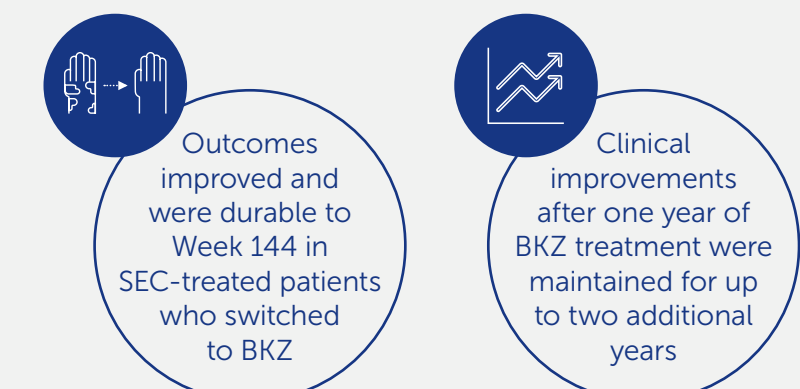 Outcomes
improved and
were durable to
Week 144 in
SEC-treated patients
who switched
to BKZ
Clinical
improvements
after one year of
BKZ treatment were
maintained for up
to two additional
years